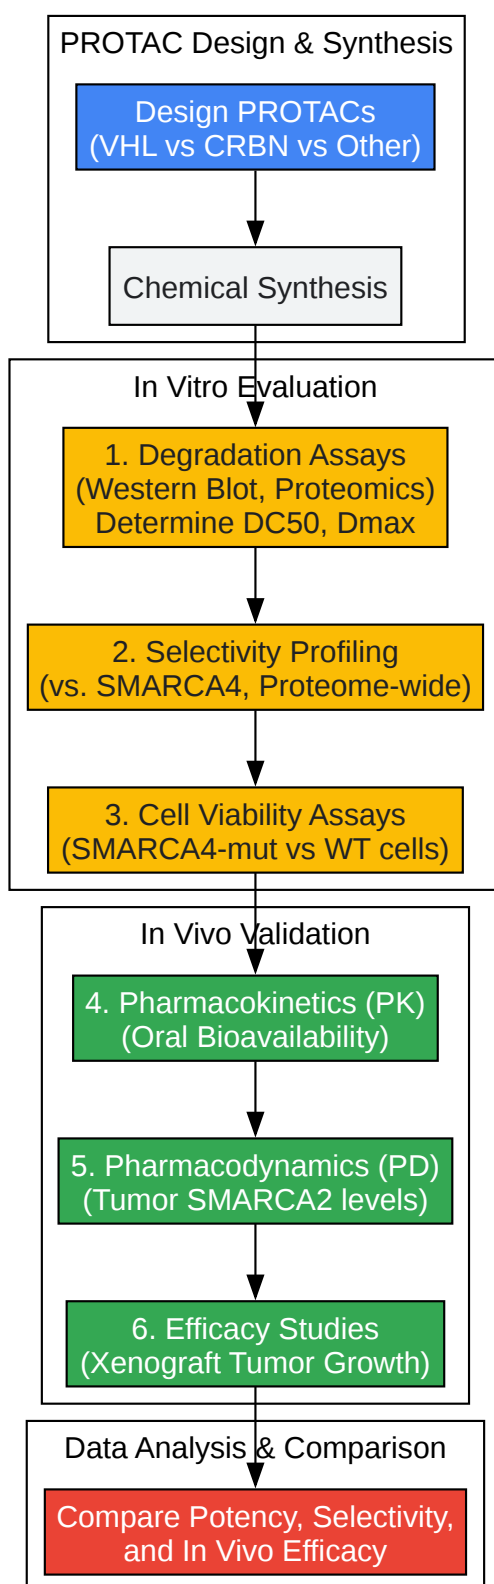 PROTAC Design & Synthesis
Design PROTACs
(VHL vs CRBN vs Other)
Chemical Synthesis
In Vitro Evaluation
1. Degradation Assays
(Western Blot, Proteomics)
Determine DC50, Dmax
2. Selectivity Profiling
(vs. SMARCA4, Proteome-wide)
3. Cell Viability Assays
(SMARCA4-mut vs WT cells)
In Vivo Validation
4. Pharmacokinetics (PK)
(Oral Bioavailability)
5. Pharmacodynamics (PD)
(Tumor SMARCA2 levels)
6. Efficacy Studies
(Xenograft Tumor Growth)
Data Analysis & Comparison
Compare Potency, Selectivity,
and In Vivo Efficacy